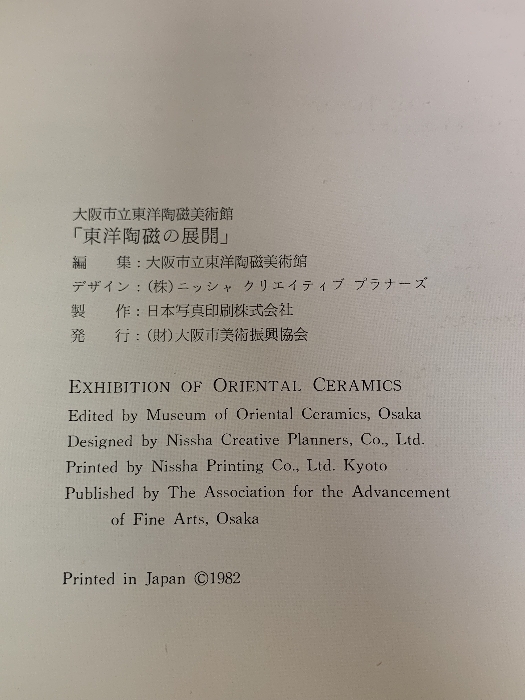 大阪市立東洋陶磁美術館
「東洋陶磁の展開」
編　　集：大阪市立東洋陶磁美術館
デザイン：(株)ニッシャ クリエイティブ プラナーズ
製　　作：日本写真印刷株式会社
発　　行：(財)大阪市美術振興協会
EXHIBITION OF ORIENTAL CERAMICS
Edited by Museum of Oriental Ceramics, Osaka
Designed by Nissha Creative Planners, Co., Ltd.
Printed by Nissha Printing Co., Ltd. Kyoto
Published by The Association for the Advancement
of Fine Arts, Osaka
Printed in Japan ©1982